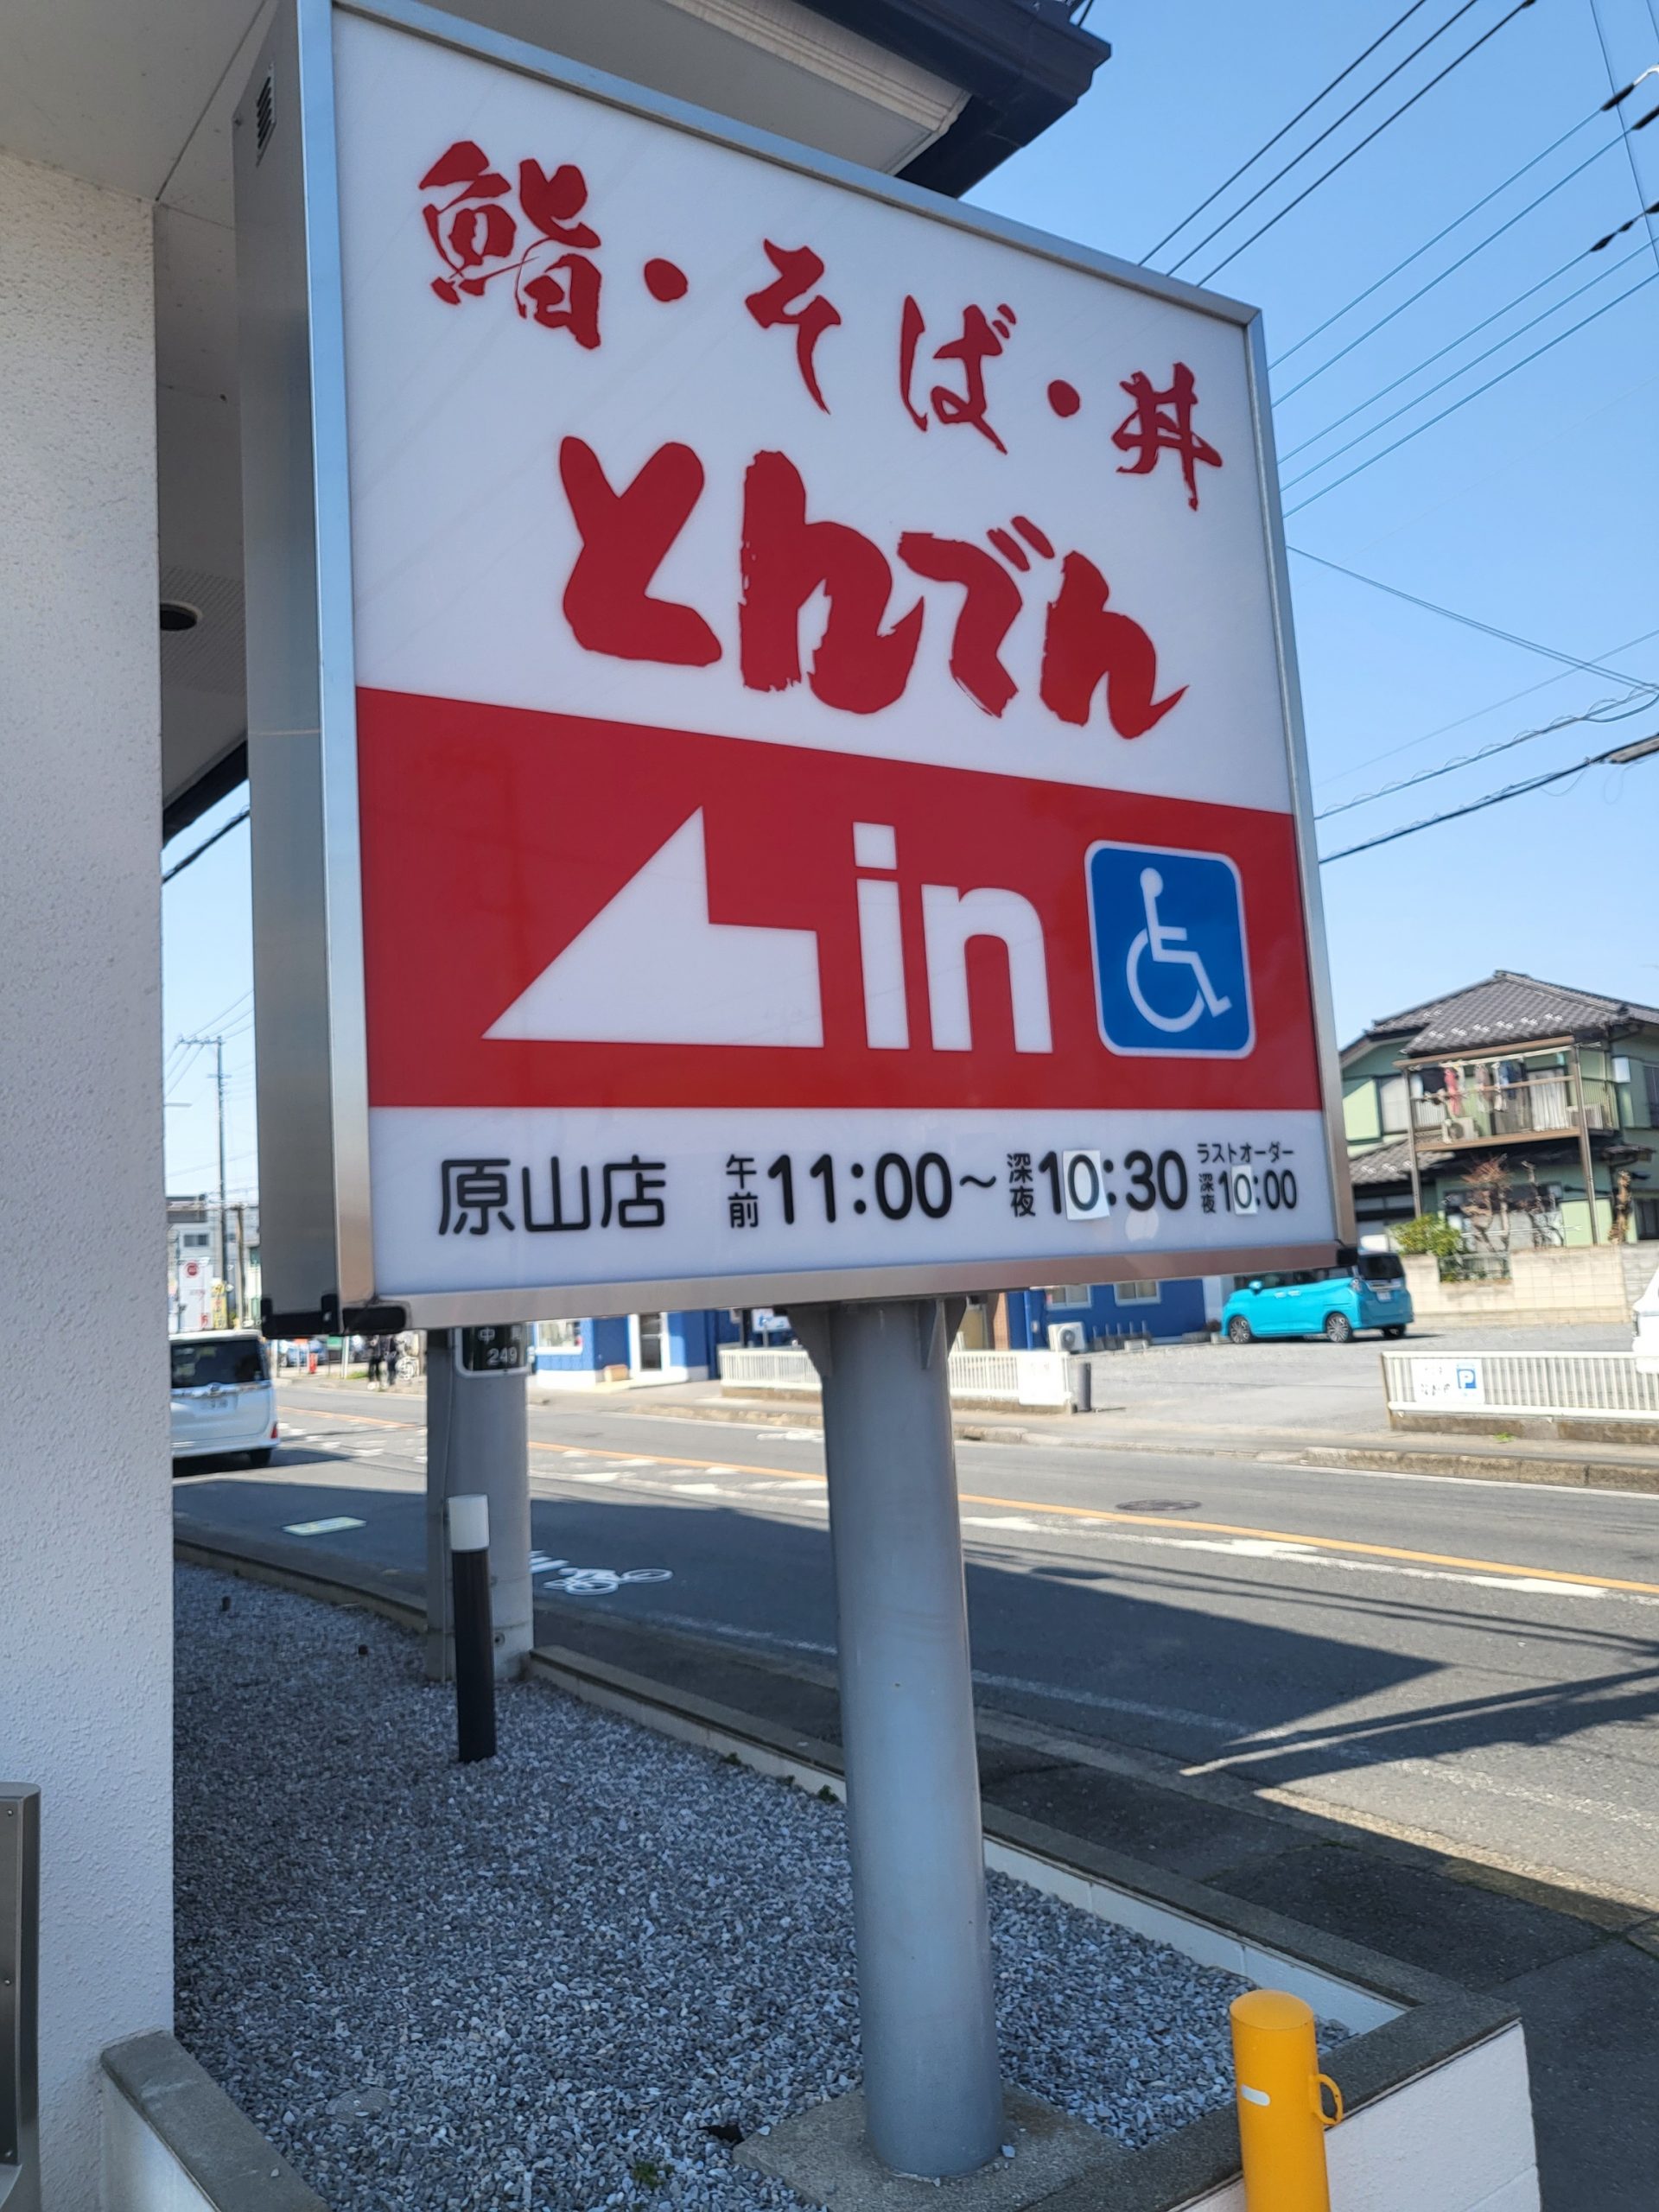 鮨・そば・丼
とんでん
in
原山店 午前11:00～深夜10:30 ラストオーダー深夜10:00
249
P